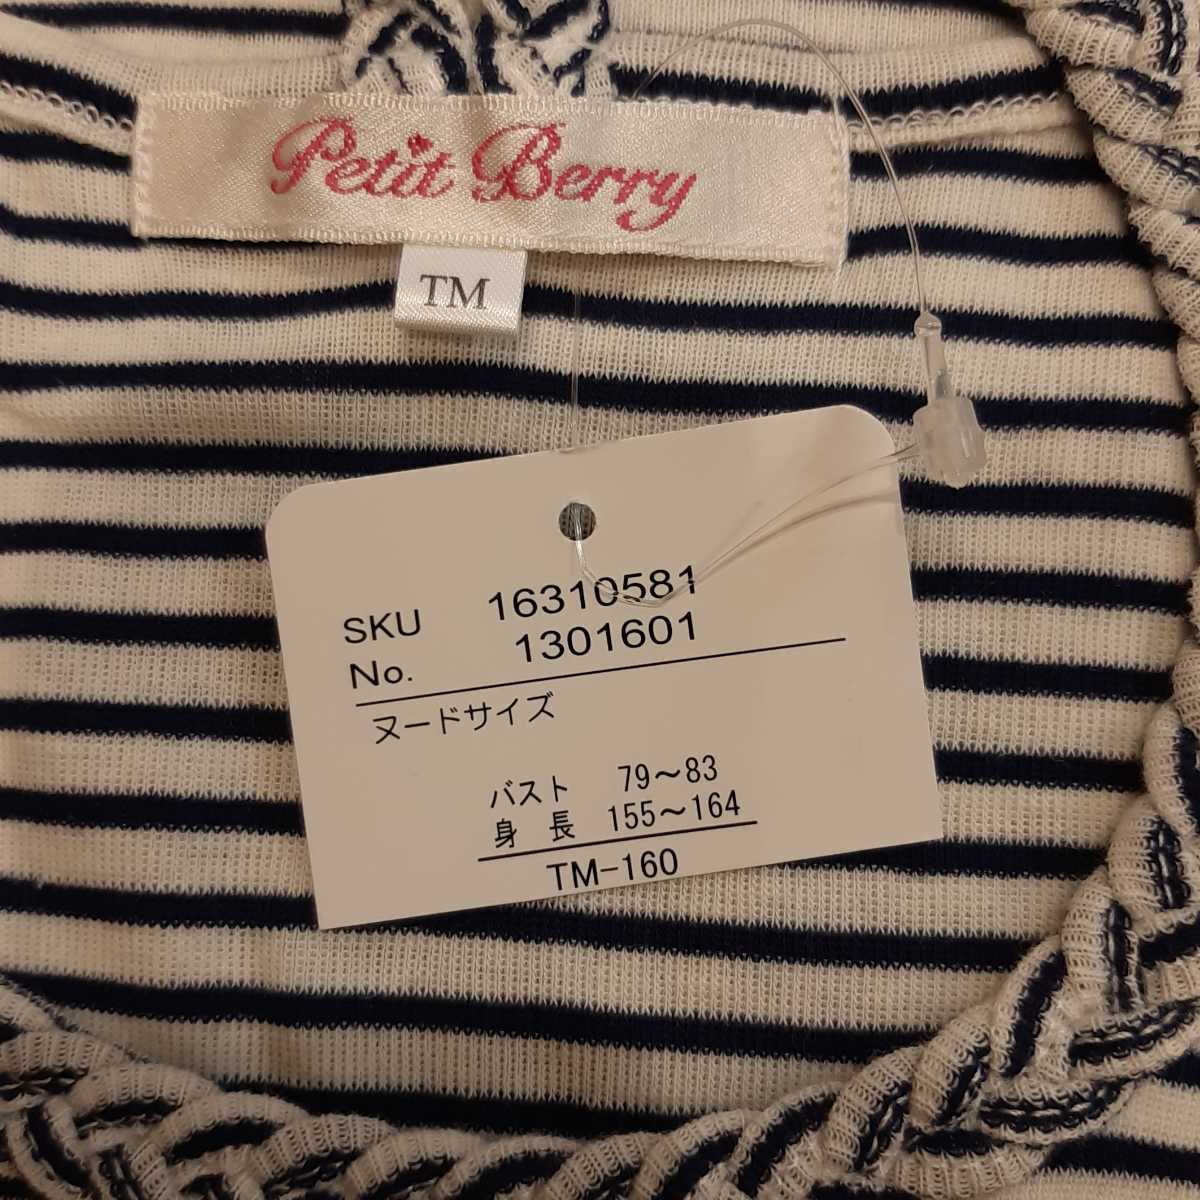 Petit Berry
TM
SKU 16310581
No. 1301601
ヌードサイズ
バスト 79～83
身 長 155～164
TM-160